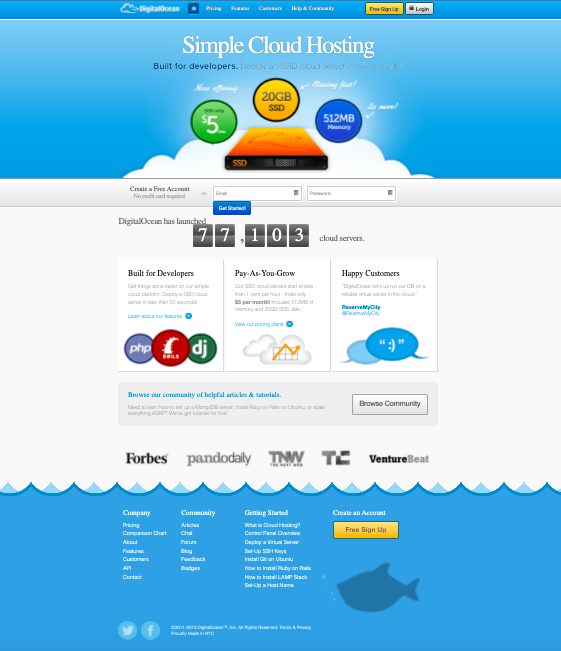 DigitalOcean Pricing Features Customers Help & Community Free Sign Up Login
Simple Cloud Hosting
Built for developers. Deploy an SSD cloud server in 55 seconds.
Now offering... Blazing fast!
20GB
SSD
$5
512MB
Memory
2x more!
SSD
Create a Free Account
No credit card required.
Email
Password
Get Started!
DigitalOcean has launched
77,103 cloud servers.
Built for Developers
Get things done faster on our simple
cloud platform. Deploy a SSD cloud
server in less than 55 seconds!
Learn about our features
php RAILS dj
Pay-As-You-Grow
Our SSD cloud servers start at less
than 1 cent per hour - thats only
$5 per month! Includes 512MB of
memory and 20GB SSD disk.
View our pricing plans
Happy Customers
"DigitalOcean let's us run our DB on a
reliable virtual server in the cloud."
ReserveMyCity
@ReserveMyCity
“ :) ”
Browse our community of helpful articles & tutorials.
Need to learn how to set up a MongoDB server, install Ruby on Rails on Ubuntu, or scale
everything ASAP? We've got tutorials for that!
Browse Community
Forbes pandodaily TNW THE NEXT WEB TC VentureBeat
Company
Pricing
Comparison Chart
About
Features
Customers
API
Contact
Community
Articles
Chat
Forum
Blog
Feedback
Badges
Getting Started
What is Cloud Hosting?
Control Panel Overview
Deploy a Virtual Server
Set-Up SSH Keys
Install Git on Ubuntu
How to Install Ruby on Rails
How to Install LAMP Stack
Set-Up a Host Name
Create an Account
Free Sign Up
©2011-2013 DigitalOcean™, Inc. All Rights Reserved. Terms & Privacy
Proudly Made in NYC